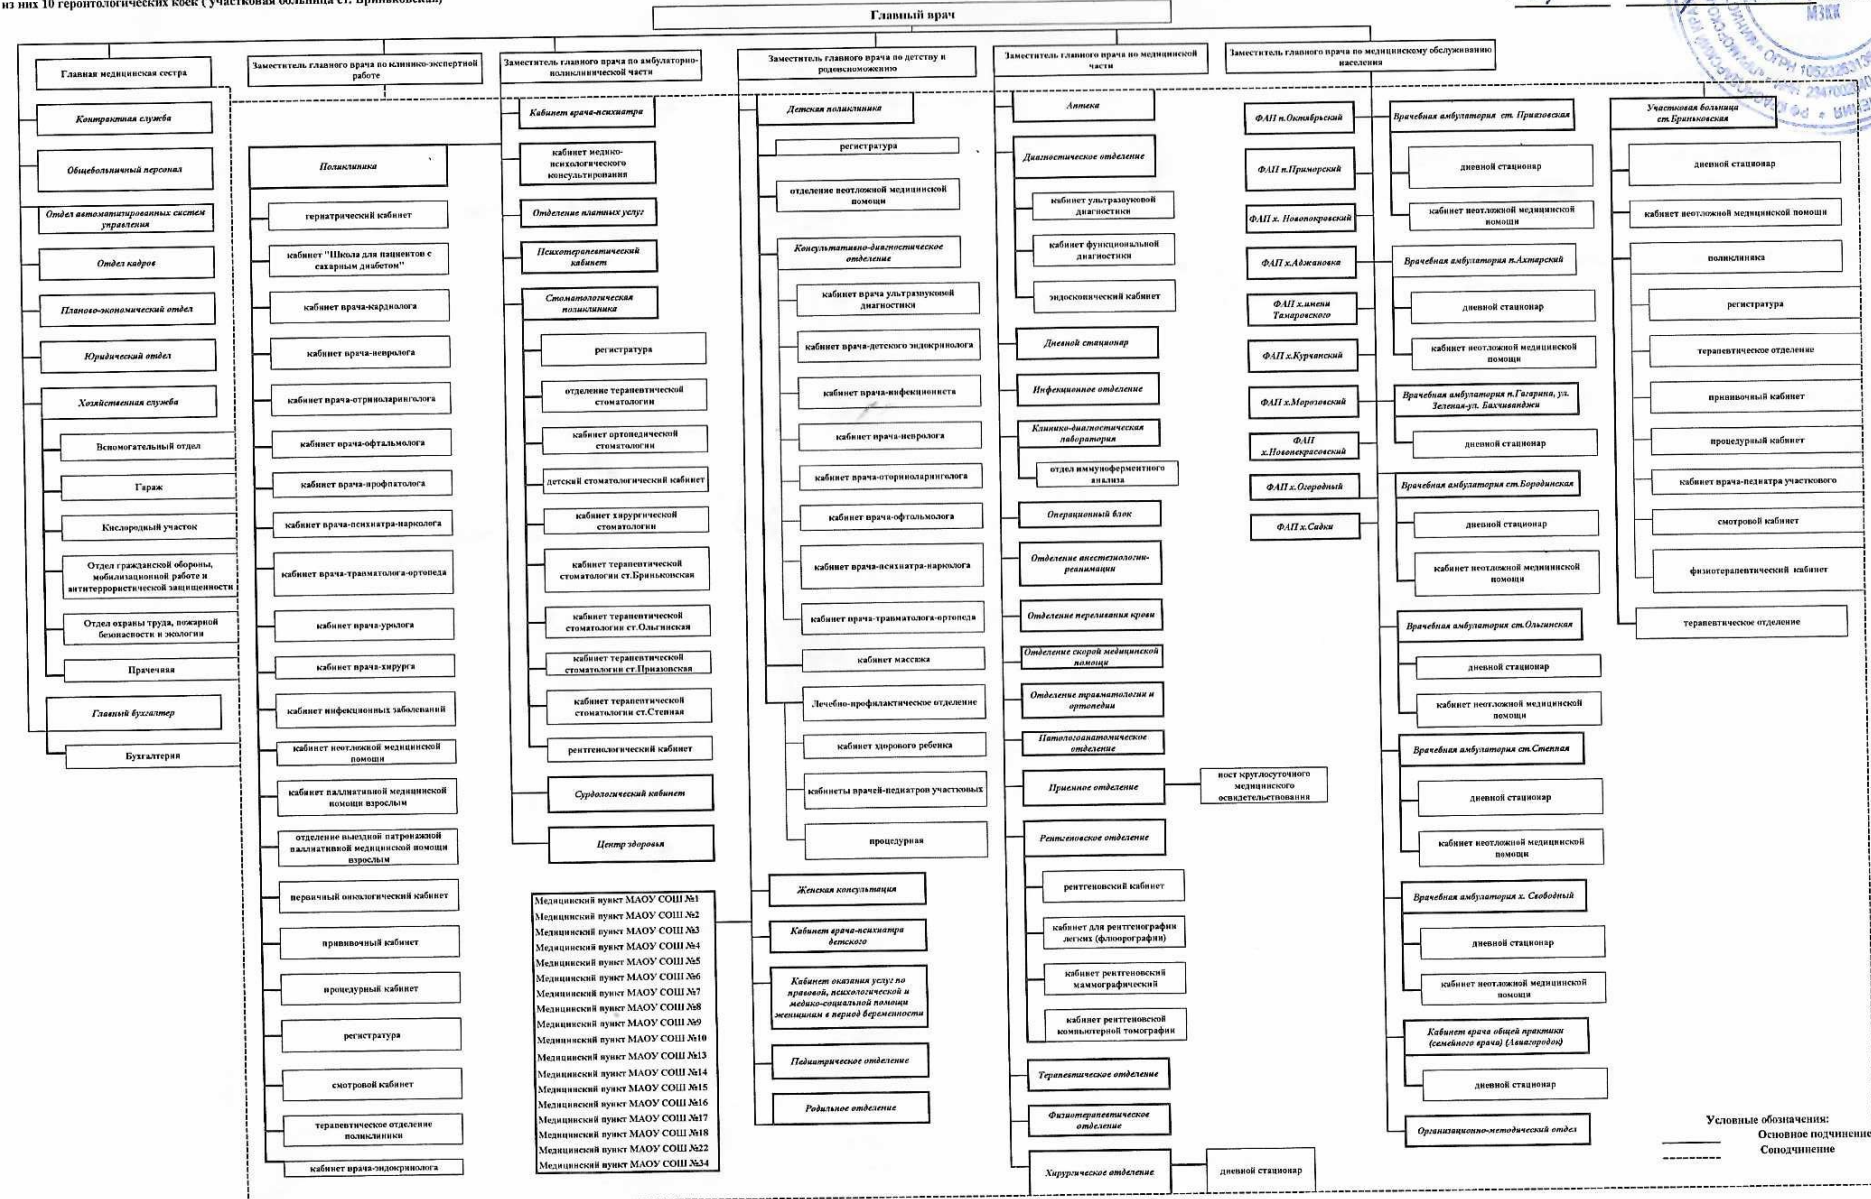 из них 10 геронтологических коек ( участковая больница ст. Бриньковская)
МЗКК
Главный врач
Главная медицинская сестра
Заместитель главного врача по клинико-экспертной
работе
Заместитель главного врача по амбулаторно-
поликлинической части
Заместитель главного врача по детству и
родовспоможению
Заместитель главного врача по медицинской
части
Заместитель главного врача по медицинскому обслуживанию
населения
Контрактная служба
Общебольничный персонал
Отдел автоматизированных систем
управления
Отдел кадров
Планово-экономический отдел
Юридический отдел
Хозяйственная служба
Вспомогательный отдел
Гараж
Кислородный участок
Отдел гражданской обороны,
мобилизационной работе и
антитеррористической защищенности
Отдел охраны труда, пожарной
безопасности и экологии
Прачечная
Главный бухгалтер
Бухгалтерия
Поликлиника
гериатрический кабинет
кабинет "Школа для пациентов с
сахарным диабетом"
кабинет врача-кардиолога
кабинет врача-невролога
кабинет врача-отриноларинголога
кабинет врача-офтальмолога
кабинет врача-профпатолога
кабинет врача-психиатра-нарколога
кабинет врача-травматолога-ортопеда
кабинет врача-уролога
кабинет врача-хирурга
кабинет инфекционных заболеваний
кабинет неотложной медицинской
помощи
кабинет паллиативной медицинской
помощи взрослым
отделение выездной патронажной
паллиативной медицинской помощи
взрослым
первичный онкологический кабинет
прививочный кабинет
процедурный кабинет
регистратура
смотровой кабинет
терапевтическое отделение
поликлиники
кабинет врача-эндокринолога
Кабинет врача-психиатра
кабинет медико-
психологического
консультирования
Отделение платных услуг
Психотерапевтический
кабинет
Стоматологическая
поликлиника
регистратура
отделение терапевтической
стоматологии
кабинет ортопедической
стоматологии
детский стоматологический кабинет
кабинет хирургической
стоматологии
кабинет терапевтической
стоматологии ст.Бриньковская
кабинет терапевтической
стоматологии ст.Ольгинская
кабинет терапевтической
стоматологии ст.Приазовская
кабинет терапевтической
стоматологии ст.Степная
рентгенологический кабинет
Сурдологический кабинет
Центр здоровья
Медицинский пункт МАОУ СОШ №1
Медицинский пункт МАОУ СОШ №2
Медицинский пункт МАОУ СОШ №3
Медицинский пункт МАОУ СОШ №4
Медицинский пункт МАОУ СОШ №5
Медицинский пункт МАОУ СОШ №6
Медицинский пункт МАОУ СОШ №7
Медицинский пункт МАОУ СОШ №8
Медицинский пункт МАОУ СОШ №9
Медицинский пункт МАОУ СОШ №10
Медицинский пункт МАОУ СОШ №13
Медицинский пункт МАОУ СОШ №14
Медицинский пункт МАОУ СОШ №15
Медицинский пункт МАОУ СОШ №16
Медицинский пункт МАОУ СОШ №17
Медицинский пункт МАОУ СОШ №18
Медицинский пункт МАОУ СОШ №22
Медицинский пункт МАОУ СОШ №34
Детская поликлиника
регистратура
отделение неотложной медицинской
помощи
Консультативно-диагностическое
отделение
кабинет врача ультразвуковой
диагностики
кабинет врача-детского эндокринолога
кабинет врача-инфекциониста
кабинет врача-невролога
кабинет врача-оториноларинголога
кабинет врача-офтольмолога
кабинет врача-психиатра-нарколога
кабинет врача-травматолога-ортопеда
кабинет массажа
Лечебно-профилактическое отделение
кабинет здорового ребенка
кабинеты врачей-педиатров участковых
процедурная
Женская консультация
Кабинет врача-психиатра
детского
Кабинет оказания услуг по
правовой, психологической и
медико-социальной помощи
женщинам в период беременности
Педиатрическое отделение
Родильное отделение
Аптека
Диагностическое отделение
кабинет ультразвуковой
диагностики
кабинет функциональной
диагностики
эндоскопический кабинет
Дневной стационар
Инфекционное отделение
Клинико-диагностическая
лаборатория
отдел иммуноферментного
анализа
Операционный блок
Отделение анестезиологии-
реанимации
Отделение переливания крови
Отделение скорой медицинской
помощи
Отделение травматологии и
ортопедии
Патологоанатомическое
отделение
Приемное отделение
пост круглосуточного
медицинского
освидетельствования
Рентгеновское отделение
рентгеновский кабинет
кабинет для рентгенографии
легких (флюорографии)
кабинет рентгеновский
маммографический
кабинет рентгеновской
компьютерной томографии
Терапевтическое отделение
Физиотерапевтическое
отделение
Хирургическое отделение
дневной стационар
ФАП п.Октябрьский
ФАП п.Приморский
ФАП х. Новопокровский
ФАП х.Аджановка
ФАП х.имени
Тамаровского
ФАП х.Курчанский
ФАП х.Морозовский
ФАП
х.Новонекрасовский
ФАП х.Огородный
ФАП х.Садки
Врачебная амбулатория ст. Приазовская
дневной стационар
кабинет неотложной медицинской
помощи
Врачебная амбулатория п.Ахтарский
дневной стационар
кабинет неотложной медицинской
помощи
Врачебная амбулатория п.Гагарина, ул.
Зеленая-ул. Бахчиванджи
дневной стационар
Врачебная амбулатория ст.Бородинская
дневной стационар
кабинет неотложной медицинской
помощи
Врачебная амбулатория ст.Ольгинская
дневной стационар
кабинет неотложной медицинской
помощи
Врачебная амбулатория ст.Степная
дневной стационар
кабинет неотложной медицинской
помощи
Врачебная амбулатория х. Свободный
дневной стационар
кабинет неотложной медицинской
помощи
Кабинет врача общей практики
(семейного врача) (Авиагородок)
дневной стационар
Организационно-методический отдел
Участковая больница
ст.Бриньковская
дневной стационар
кабинет неотложной медицинской помощи
поликлиника
регистратура
терапевтическое отделение
прививочный кабинет
процедурный кабинет
кабинет врача-педиатра участкового
смотровой кабинет
физиотерапевтический кабинет
терапевтическое отделение
Условные обозначения:
Основное подчинение
Соподчинение